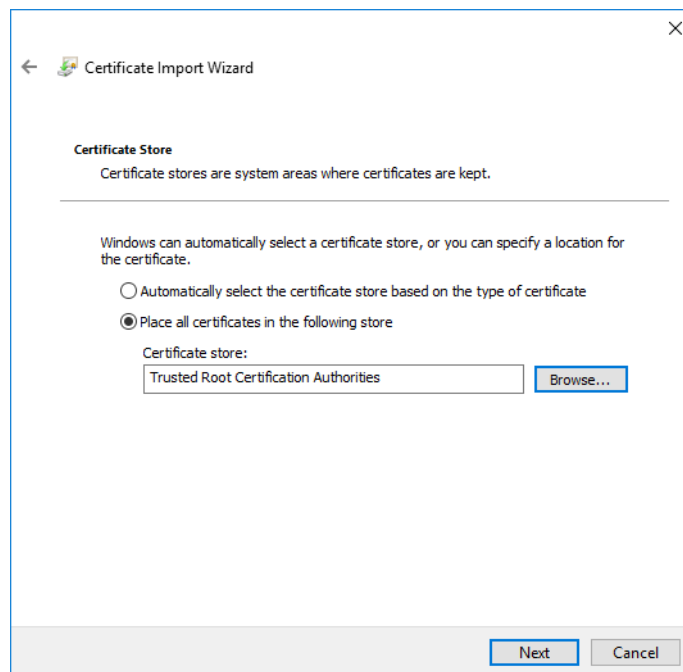 Certificate Import Wizard
Certificate Store
Certificate stores are system areas where certificates are kept.
Windows can automatically select a certificate store, or you can specify a location for
the certificate.
Automatically select the certificate store based on the type of certificate
Place all certificates in the following store
Certificate store:
Trusted Root Certification Authorities
Browse...
Next Cancel